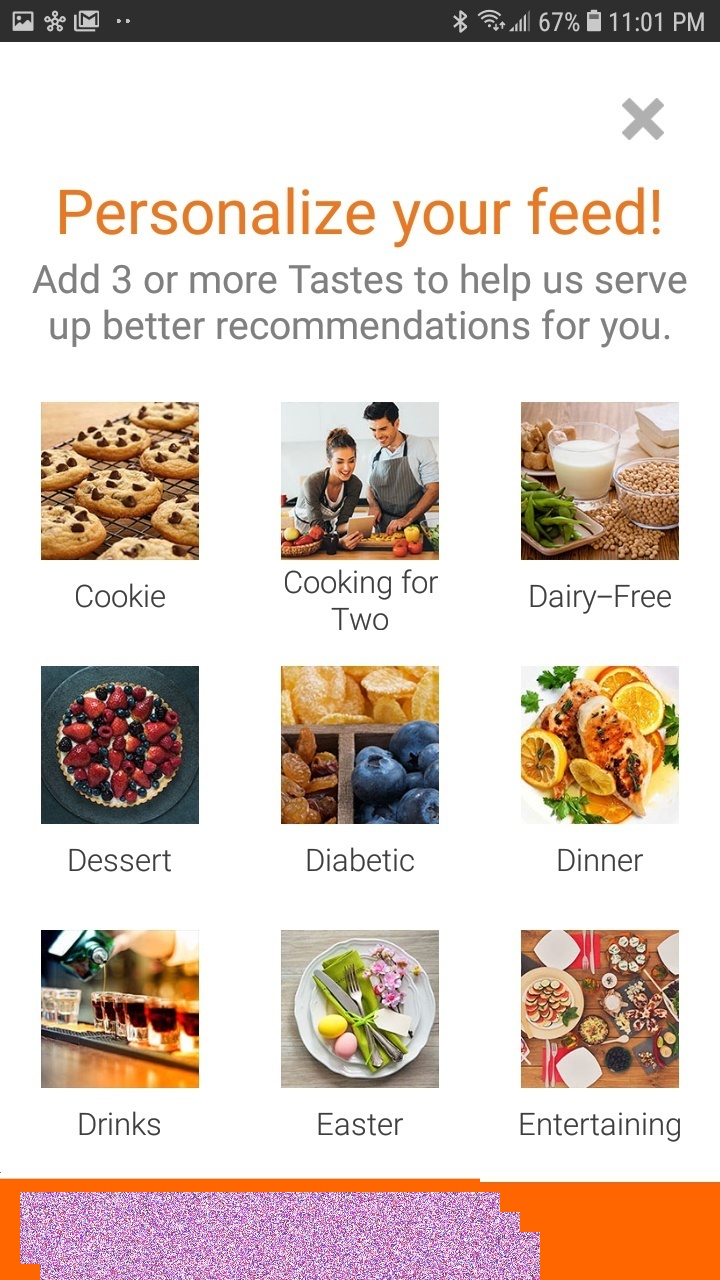 67% 11:01 PM
Personalize your feed!
Add 3 or more Tastes to help us serve
up better recommendations for you.
Cookie
Cooking for
Two
Dairy–Free
Dessert
Diabetic
Dinner
Drinks
Easter
Entertaining